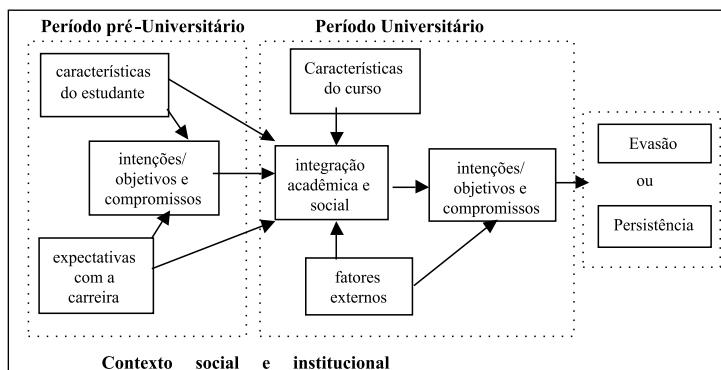 Período pré-Universitário
Período Universitário
características
do estudante
Características
do curso
intenções/
objetivos e
compromissos
integração
acadêmica e
social
intenções/
objetivos e
compromissos
Evasão
ou
Persistência
expectativas
com a
carreira
fatores
externos
Contexto social e institucional